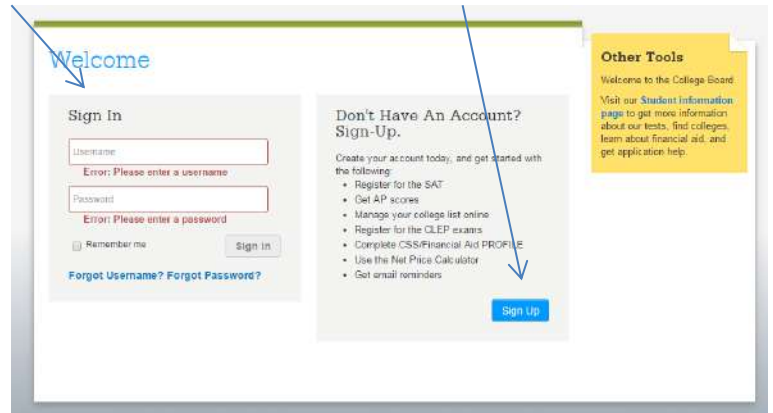 Welcome
Sign In
Username
Error: Please enter a username
Password
Error: Please enter a password
Remember me
Sign In
Forgot Username? Forgot Password?
Don't Have An Account?
Sign-Up.
Create your account today, and get started with
the following:
• Register for the SAT
• Get AP scores
• Manage your college list online
• Register for the CLEP exams
• Complete CSS/Financial Aid PROFILE
• Use the Net Price Calculator
• Get email reminders
Sign Up
Other Tools
Welcome to the College Board
Visit our Student information
page to get more information
about our tests, find colleges,
learn about financial aid, and
get application help.